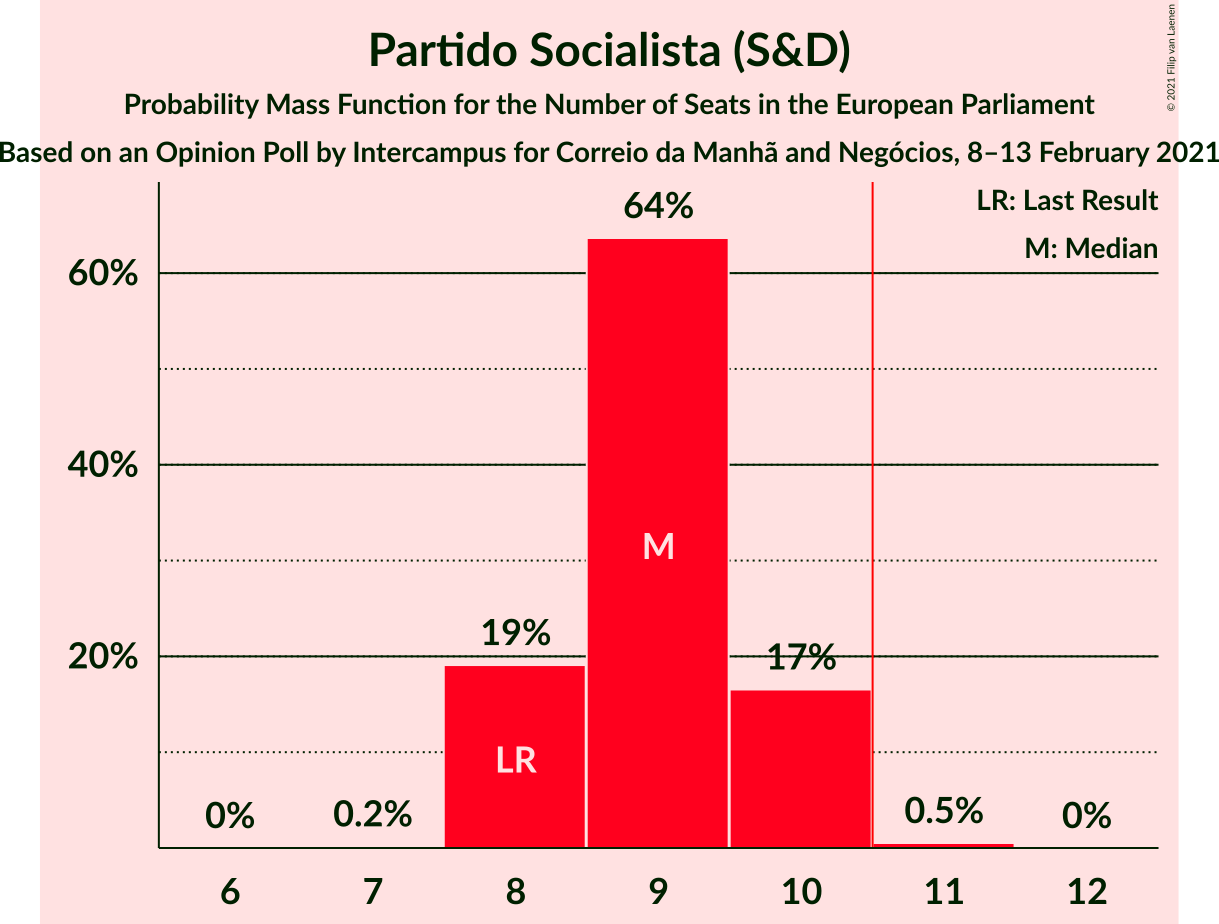 Partido Socialista (S&D)
Probability Mass Function for the Number of Seats in the European Parliament
Based on an Opinion Poll by Intercampus for Correio da Manhã and Negócios, 8–13 February 2021
© 2021 Filip van Laenen
LR: Last Result
M: Median
64%
60%
40%
M
19%
20%
17%
LR
0%
0.2%
0.5%
0%
6 7 8 9 10 11 12